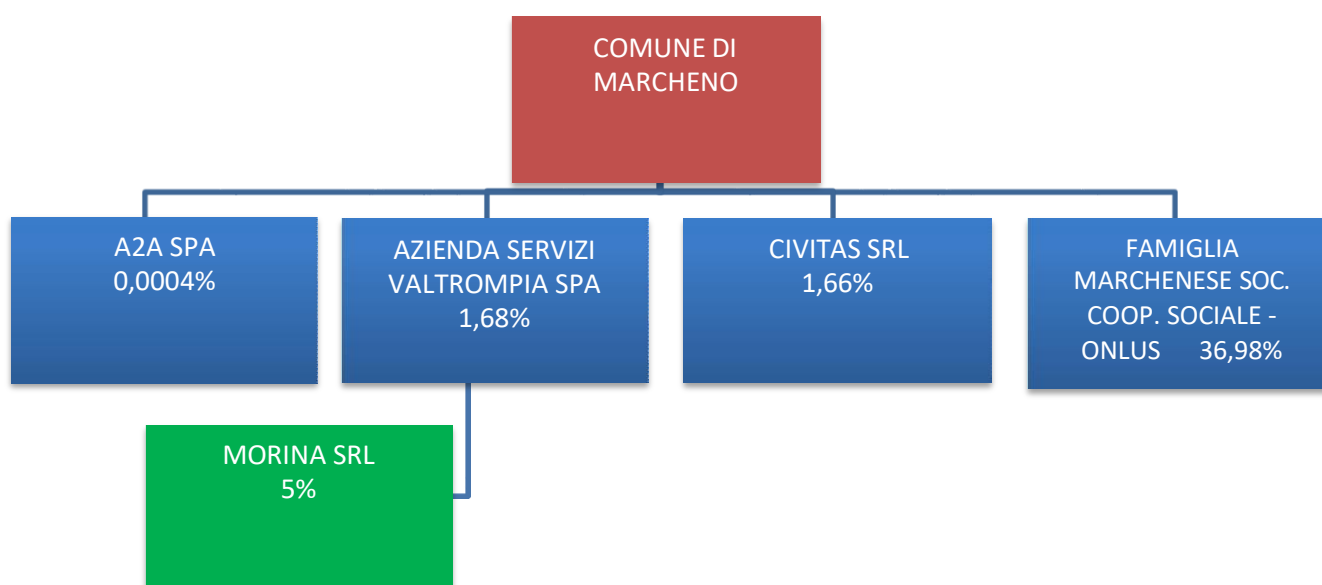 COMUNE DI
MARCHENO
A2A SPA
0,0004%
AZIENDA SERVIZI
VALTROMPIA SPA
1,68%
CIVITAS SRL
1,66%
FAMIGLIA
MARCHENESE SOC.
COOP. SOCIALE -
ONLUS 36,98%
MORINA SRL
5%